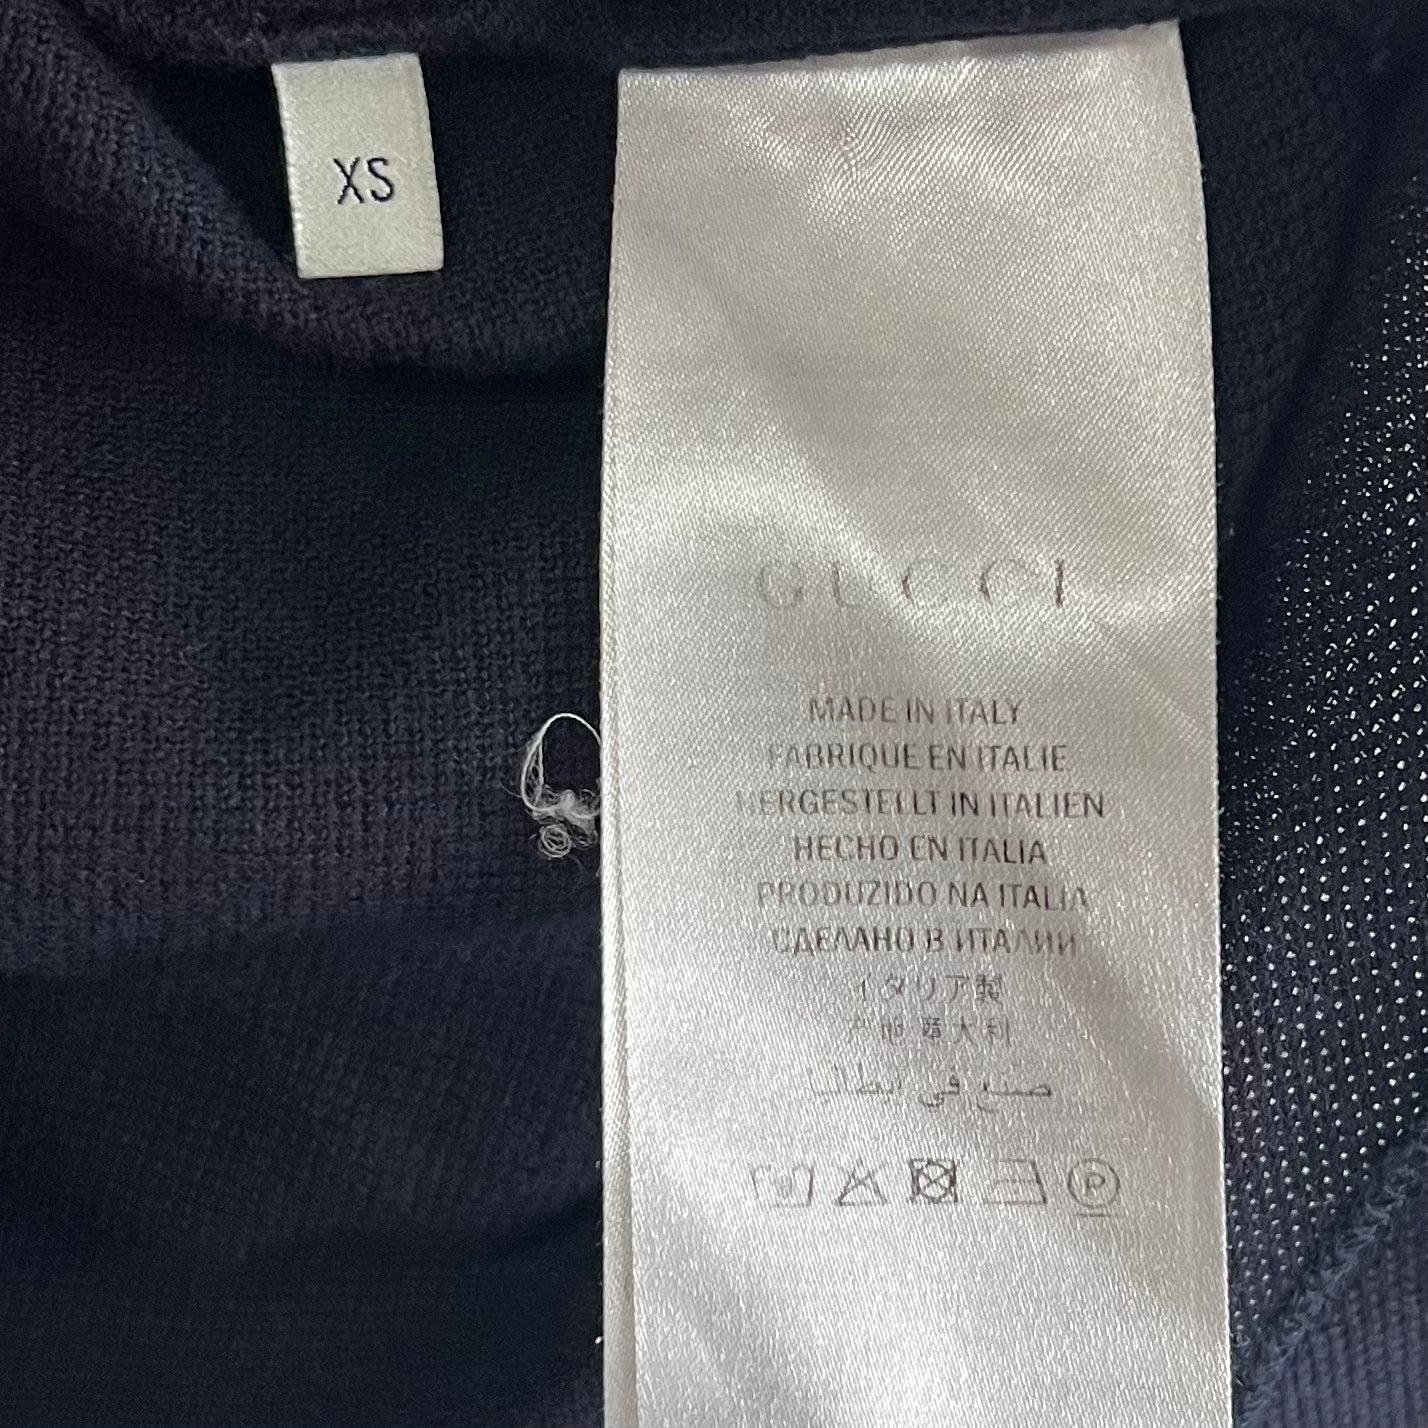 XS
GUCCI
MADE IN ITALY
FABRIQUE EN ITALIE
HERGESTELLT IN ITALIEN
HECHO EN ITALIA
PRODUZIDO NA ITALIA
СДЕЛАНО В ИТАЛИИ
イタリア製
产地意大利
صنع في إيطاليا
P